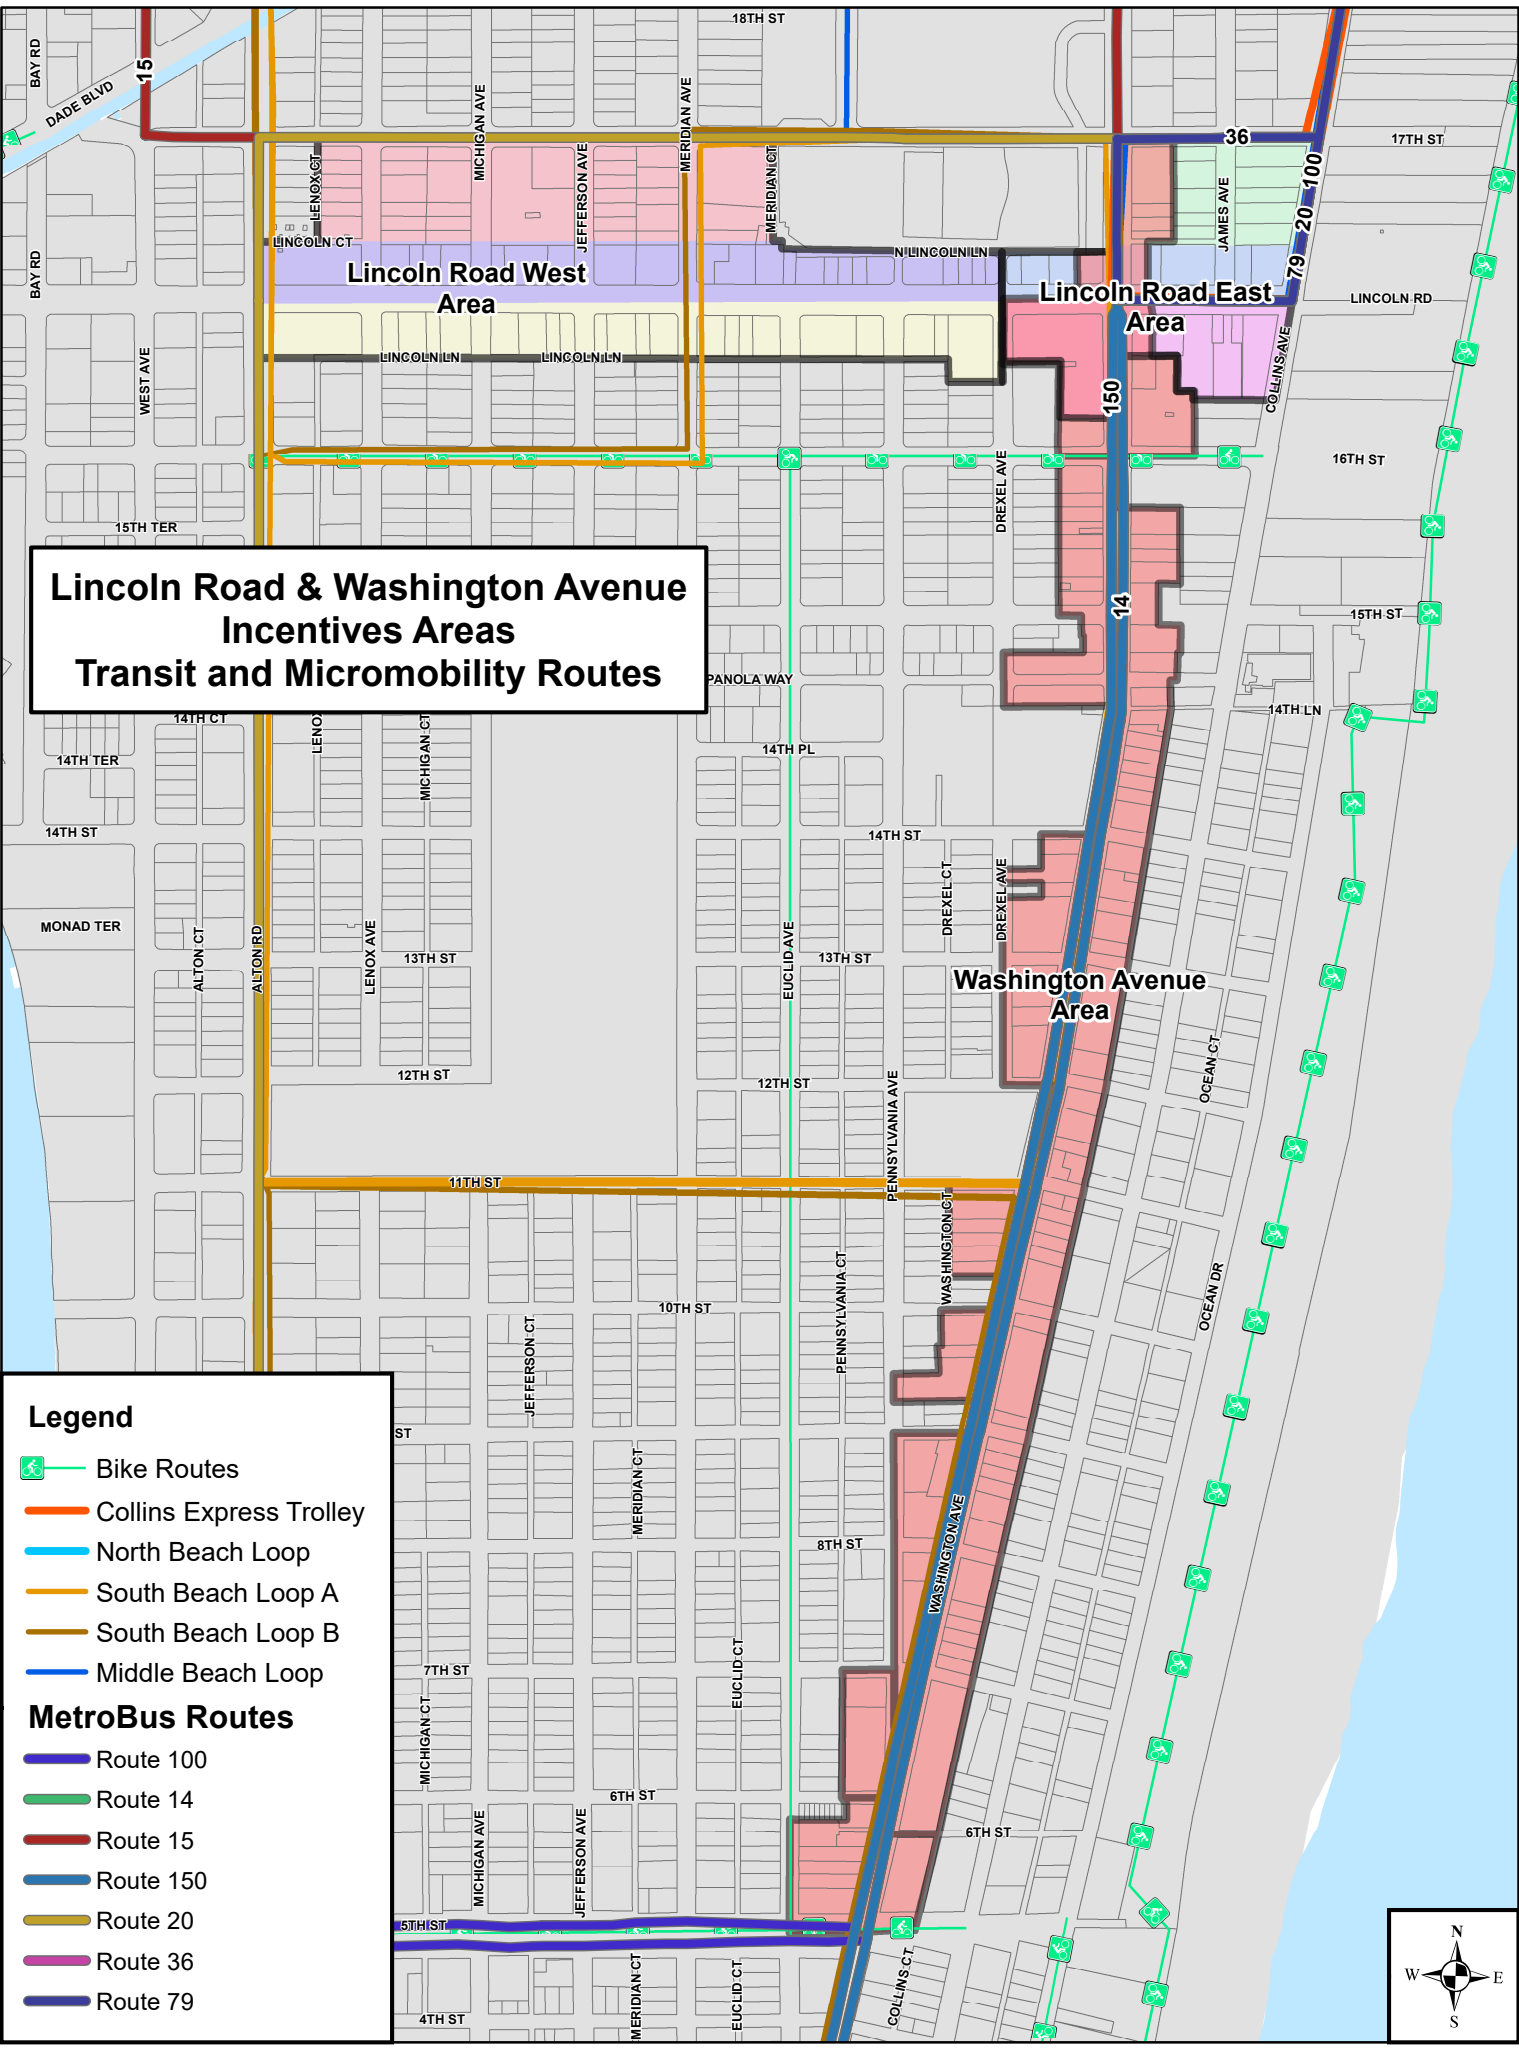 18TH ST
BAY RD
15
DADE BLVD
MICHIGAN AVE
MERIDIAN AVE
36
17TH ST
100
LENOX CT
JEFFERSON AVE
MERIDIAN CT
JAMES AVE
20
LINCOLN CT
N LINCOLN LN
BAY RD
79
Lincoln Road West
Area
Lincoln Road East
Area
LINCOLN RD
LINCOLN LN
LINCOLN LN
WEST AVE
150
COLLINS AVE
16TH ST
DREXEL AVE
15TH TER
Lincoln Road & Washington Avenue
Incentives Areas
Transit and Micromobility Routes
14
15TH ST
PANOLA WAY
14TH LN
14TH CT
LENOX
MICHIGAN CT
14TH PL
14TH TER
14TH ST
14TH ST
DREXEL CT
DREXEL AVE
MONAD TER
ALTON CT
ALTON RD
LENOX AVE
13TH ST
EUCLID AVE
13TH ST
Washington Avenue
Area
12TH ST
12TH ST
PENNSYLVANIA AVE
OCEAN CT
11TH ST
WASHINGTON CT
10TH ST
PENNSYLVANIA CT
OCEAN DR
JEFFERSON CT
ST
MERIDIAN CT
8TH ST
WASHINGTON AVE
7TH ST
EUCLID CT
MICHIGAN CT
6TH ST
6TH ST
MICHIGAN AVE
JEFFERSON AVE
5TH ST
MERIDIAN CT
EUCLID CT
COLLINS CT
4TH ST
Legend
Bike Routes
Collins Express Trolley
North Beach Loop
South Beach Loop A
South Beach Loop B
Middle Beach Loop
MetroBus Routes
Route 100
Route 14
Route 15
Route 150
Route 20
Route 36
Route 79
N
W E
S